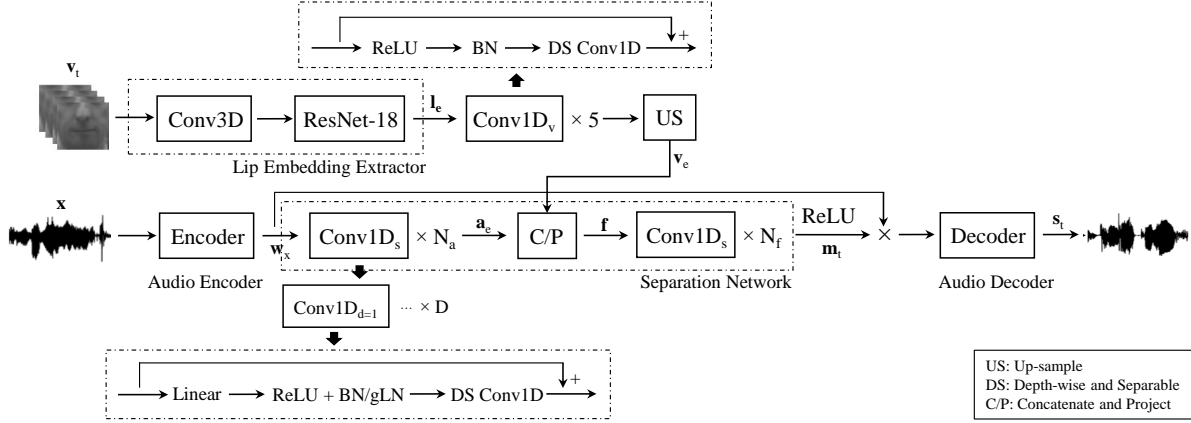 ReLU BN DS Conv1D +
v_t
Conv3D ResNet-18 l_e Conv1D_v × 5 US
Lip Embedding Extractor
v_e
x
Encoder w_x Conv1D_s × N_a a_e C/P f Conv1D_s × N_f ReLU m_t × Decoder s_t
Audio Encoder Separation Network Audio Decoder
Conv1D_{d=1} ... × D
Linear ReLU + BN/gLN DS Conv1D +
US: Up-sample
DS: Depth-wise and Separable
C/P: Concatenate and Project